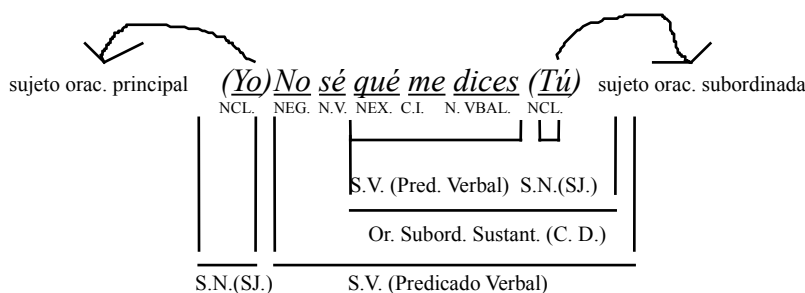 sujeto orac. principal (Yo)No sé qué me dices (Tú) sujeto orac. subordinada
NCL. NEG. N.V. NEX. C.I. N. VBAL. NCL.
S.V. (Pred. Verbal) S.N.(SJ.)
Or. Subord. Sustant. (C. D.)
S.N.(SJ.) S.V. (Predicado Verbal)